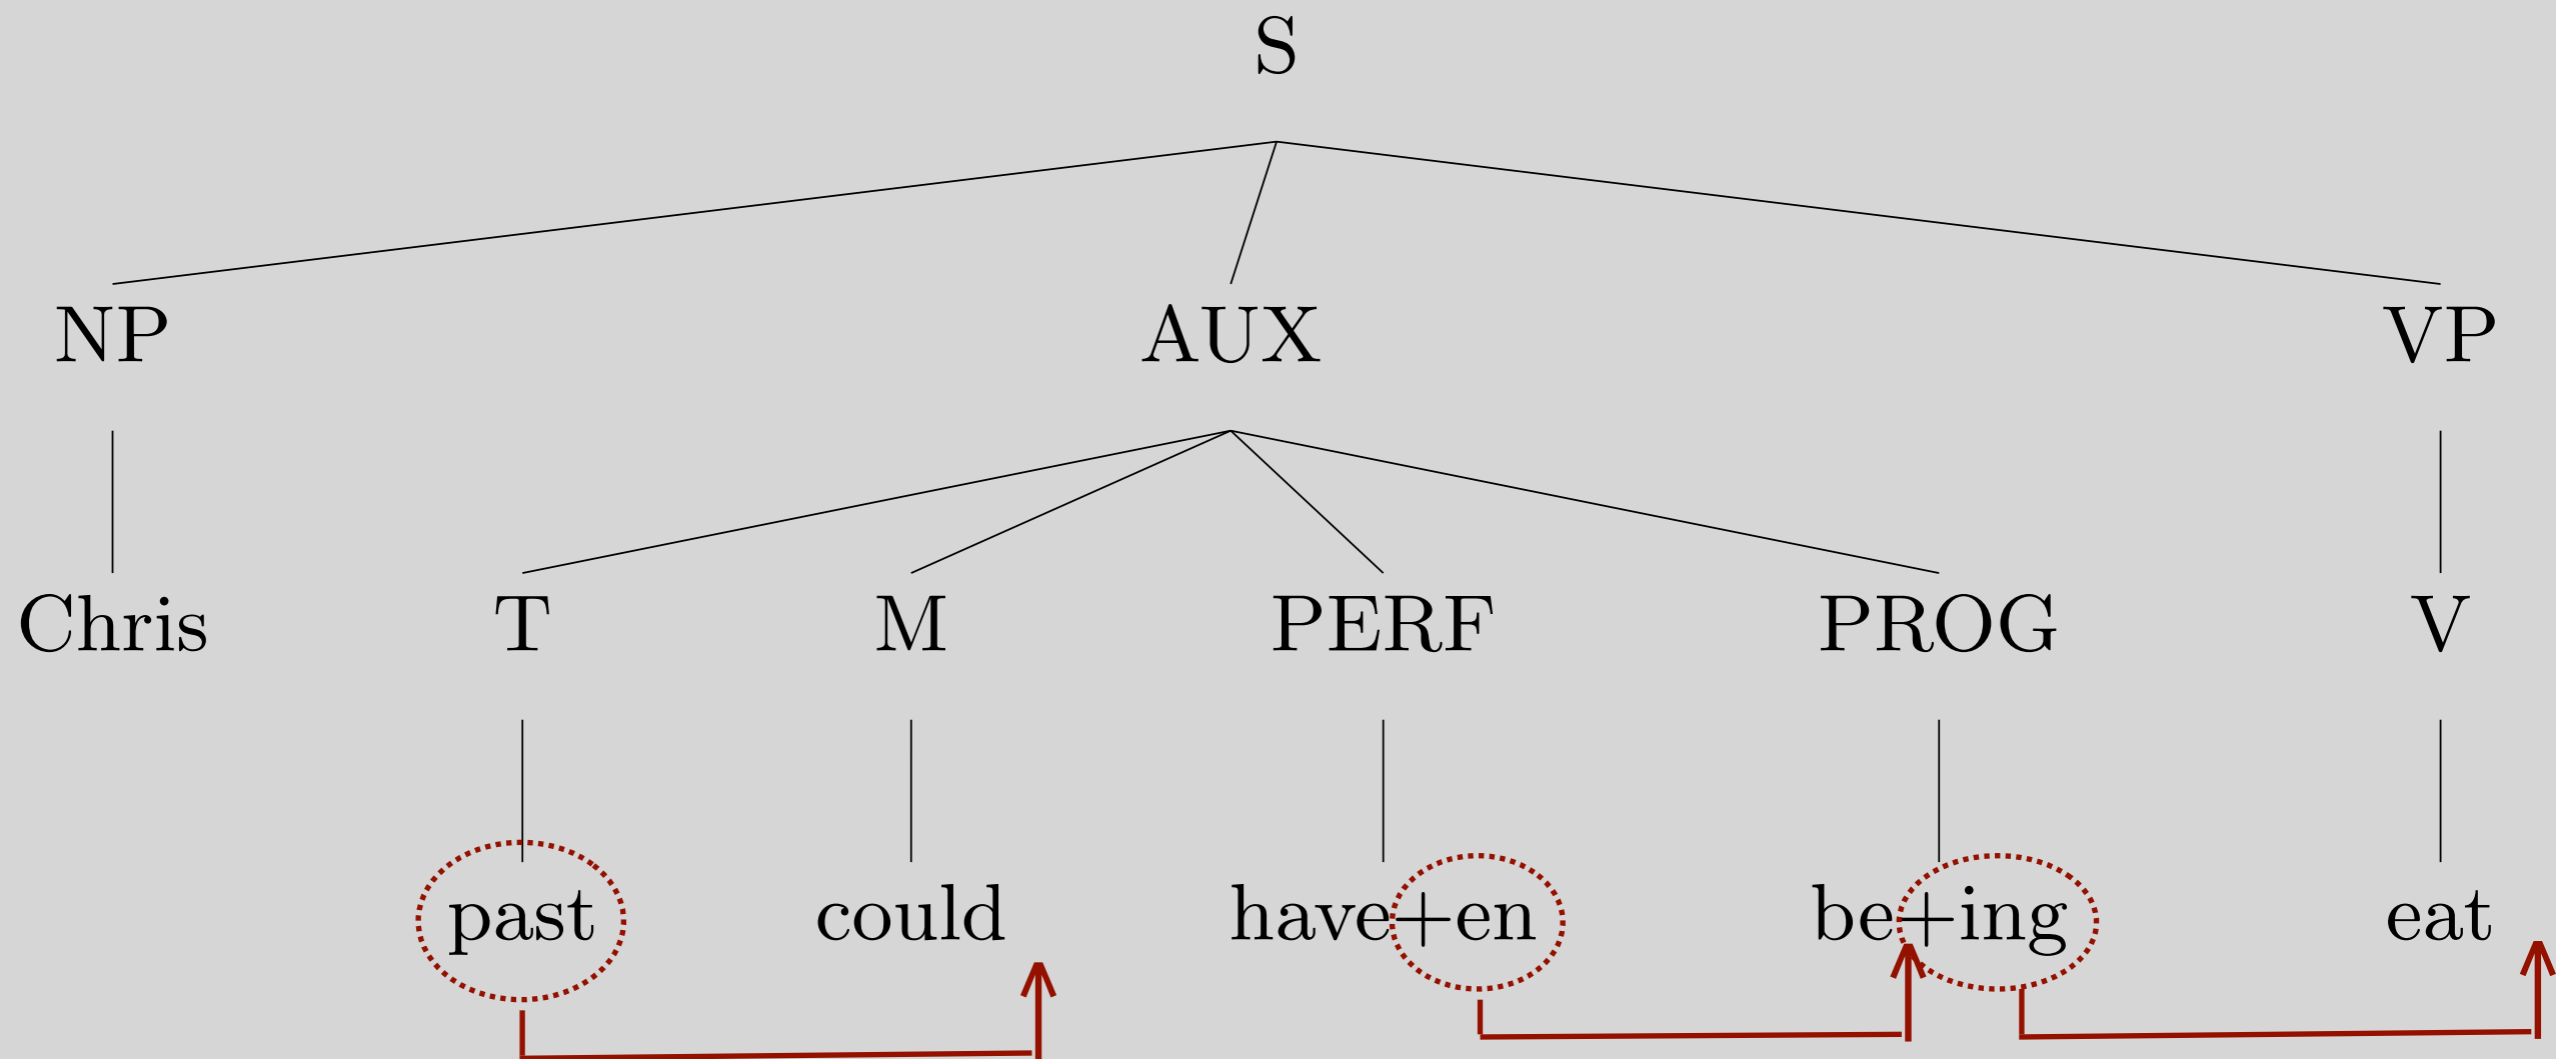 S
NP AUX VP
Chris T M PERF PROG V
past could have+en be+ing eat